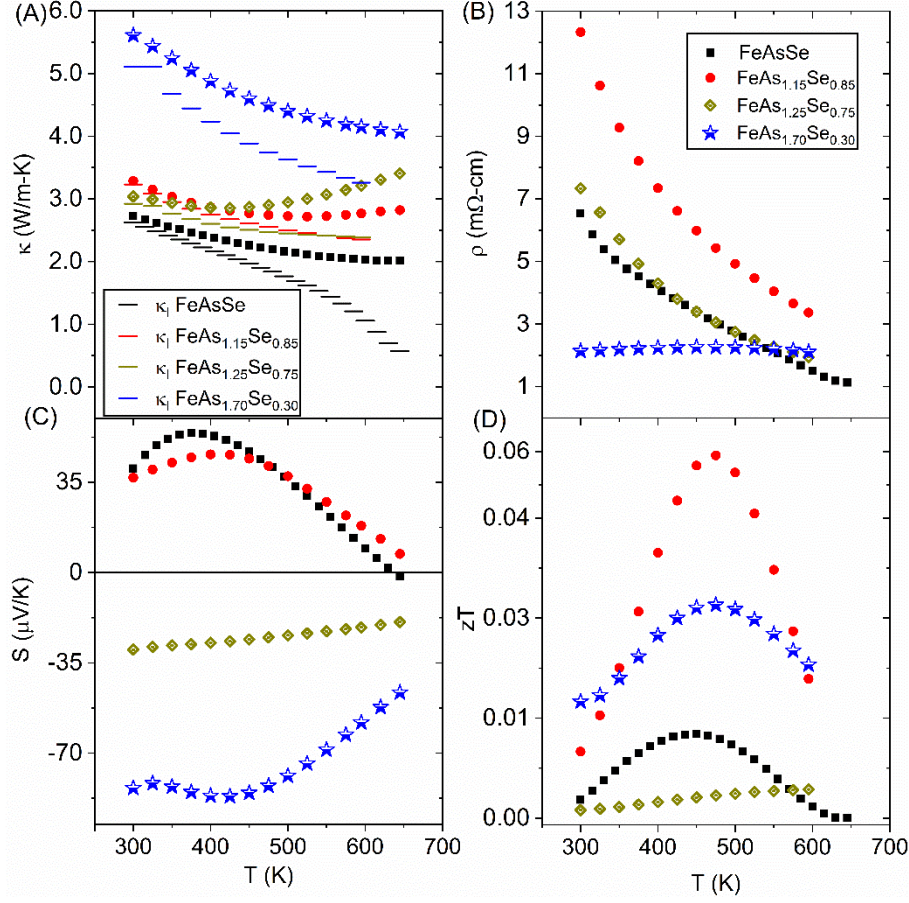 (A)
6.0
5.0
4.0
3.0
2.0
1.0
0.0
κ (W/m-K)
κₗ FeAsSe
κₗ FeAs₁.₁₅Se₀.₈₅
κₗ FeAs₁.₂₅Se₀.₇₅
κₗ FeAs₁.₇₀Se₀.₃₀
(B)
13
11
9
7
5
3
1
ρ (mΩ-cm)
FeAsSe
FeAs₁.₁₅Se₀.₈₅
FeAs₁.₂₅Se₀.₇₅
FeAs₁.₇₀Se₀.₃₀
(C)
35
0
-35
-70
S (μV/K)
300 400 500 600 700
T (K)
(D)
0.06
0.04
0.03
0.01
0.00
zT
300 400 500 600 700
T (K)